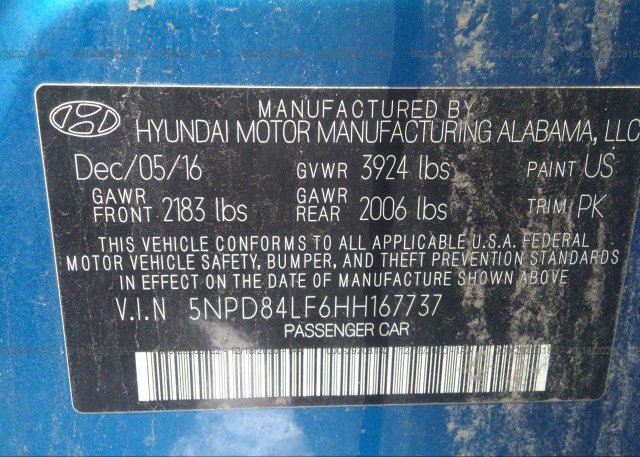 MANUFACTURED BY
HYUNDAI MOTOR MANUFACTURING ALABAMA, LLC
Dec/05/16 GVWR 3924 lbs PAINT US
GAWR FRONT 2183 lbs GAWR REAR 2006 lbs TRIM PK
THIS VEHICLE CONFORMS TO ALL APPLICABLE U.S.A. FEDERAL
MOTOR VEHICLE SAFETY, BUMPER, AND THEFT PREVENTION STANDARDS
IN EFFECT ON THE DATE OF MANUFACTURE SHOWN ABOVE.
V.I.N 5NPD84LF6HH167737
PASSENGER CAR